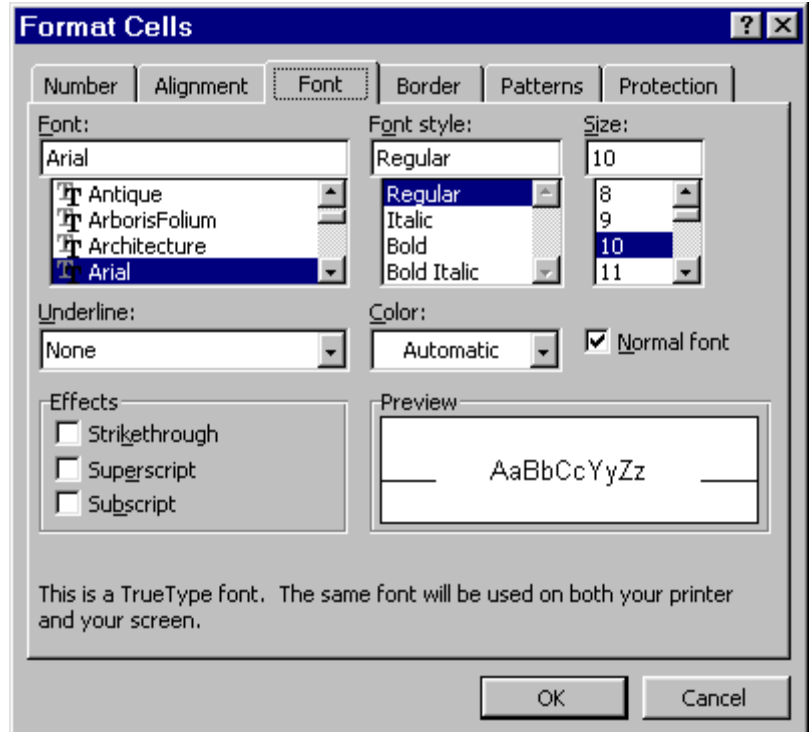 Format Cells
Number Alignment Font Border Patterns Protection
Font: Font style: Size:
Arial Regular 10
Antique Regular 8
ArborisFolium Italic 9
Architecture Bold 10
Arial Bold Italic 11
Underline: Color:
None Automatic Normal font
Effects Preview
Strikethrough
Superscript AaBbCcYyZz
Subscript
This is a TrueType font. The same font will be used on both your printer
and your screen.
OK Cancel